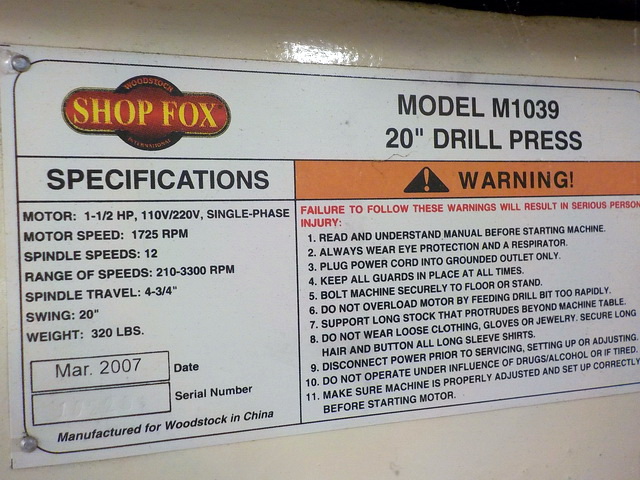 WOODSTOCK
SHOP FOX
INTERNATIONAL
MODEL M1039
20" DRILL PRESS
SPECIFICATIONS
MOTOR: 1-1/2 HP, 110V/220V, SINGLE-PHASE
MOTOR SPEED: 1725 RPM
SPINDLE SPEEDS: 12
RANGE OF SPEEDS: 210-3300 RPM
SPINDLE TRAVEL: 4-3/4"
SWING: 20"
WEIGHT: 320 LBS.
Mar. 2007 Date
Serial Number
Manufactured for Woodstock in China
WARNING!
FAILURE TO FOLLOW THESE WARNINGS WILL RESULT IN SERIOUS PERSON
INJURY:
1. READ AND UNDERSTAND MANUAL BEFORE STARTING MACHINE.
2. ALWAYS WEAR EYE PROTECTION AND A RESPIRATOR.
3. PLUG POWER CORD INTO GROUNDED OUTLET ONLY.
4. KEEP ALL GUARDS IN PLACE AT ALL TIMES.
5. BOLT MACHINE SECURELY TO FLOOR OR STAND.
6. DO NOT OVERLOAD MOTOR BY FEEDING DRILL BIT TOO RAPIDLY.
7. SUPPORT LONG STOCK THAT PROTRUDES BEYOND MACHINE TABLE.
8. DO NOT WEAR LOOSE CLOTHING, GLOVES OR JEWELRY. SECURE LONG
HAIR AND BUTTON ALL LONG SLEEVE SHIRTS.
9. DISCONNECT POWER PRIOR TO SERVICING, SETTING UP OR ADJUSTING.
10. DO NOT OPERATE UNDER INFLUENCE OF DRUGS/ALCOHOL OR IF TIRED.
11. MAKE SURE MACHINE IS PROPERLY ADJUSTED AND SET UP CORRECTLY
BEFORE STARTING MOTOR.